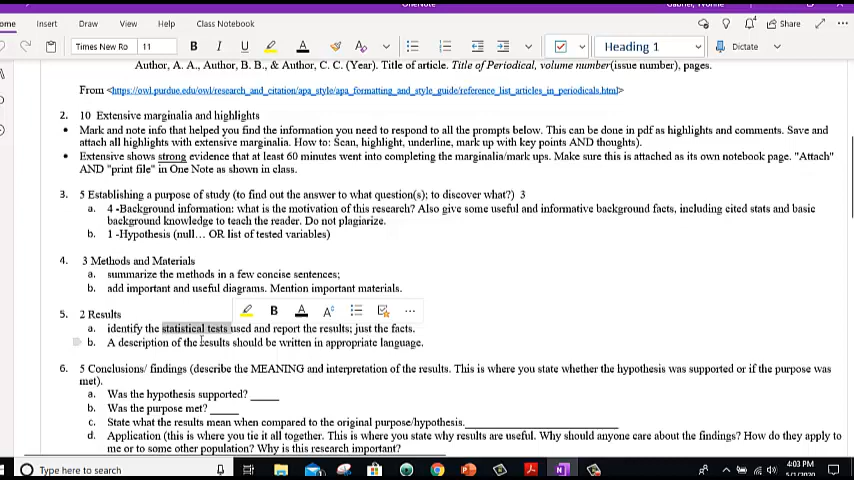 OneNote
ome Insert Draw View Help Class Notebook Share
Times New Ro 11 B I U A Heading 1 Dictate
Author, A. A., Author, B. B., & Author, C. C. (Year). Title of article. Title of Periodical, volume number(issue number), pages.
From <https://owl.purdue.edu/owl/research_and_citation/apa_style/apa_formatting_and_style_guide/reference_list_articles_in_periodicals.html>
2. 10 Extensive marginalia and highlights
• Mark and note info that helped you find the information you need to respond to all the prompts below. This can be done in pdf as highlights and comments. Save and
attach all highlights with extensive marginalia. How to: Scan, highlight, underline, mark up with key points AND thoughts).
• Extensive shows strong evidence that at least 60 minutes went into completing the marginalia/mark ups. Make sure this is attached as its own notebook page. "Attach"
AND "print file" in One Note as shown in class.
3. 5 Establishing a purpose of study (to find out the answer to what question(s); to discover what?) 3
a. 4 -Background information: what is the motivation of this research? Also give some useful and informative background facts, including cited stats and basic
background knowledge to teach the reader. Do not plagiarize.
b. 1 -Hypothesis (null… OR list of tested variables)
4. 3 Methods and Materials
a. summarize the methods in a few concise sentences;
b. add important and useful diagrams. Mention important materials.
5. 2 Results
a. identify the statistical tests used and report the results; just the facts.
b. A description of the results should be written in appropriate language.
6. 5 Conclusions/ findings (describe the MEANING and interpretation of the results. This is where you state whether the hypothesis was supported or if the purpose was
met).
a. Was the hypothesis supported? _____
b. Was the purpose met? _____
c. State what the results mean when compared to the original purpose/hypothesis.
d. Application (this is where you tie it all together. This is where you state why results are useful. Why should anyone care about the findings? How do they apply to
me or to some other population? Why is this research important?
Type here to search 4:03 PM